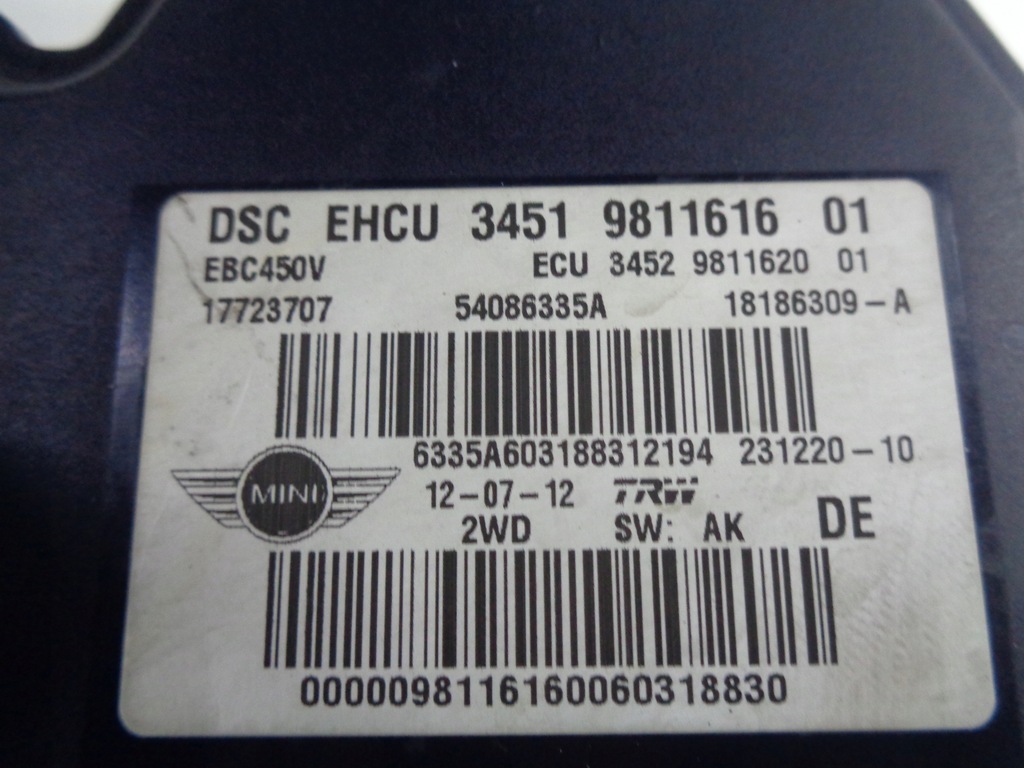 DSC EHCU 3451 9811616 01
EBC450V ECU 3452 9811620 01
17723707 54086335A 18186309-A
6335A603188312194 231220-10
MINI 12-07-12 TRW
2WD SW: AK DE
0000098116160060318830